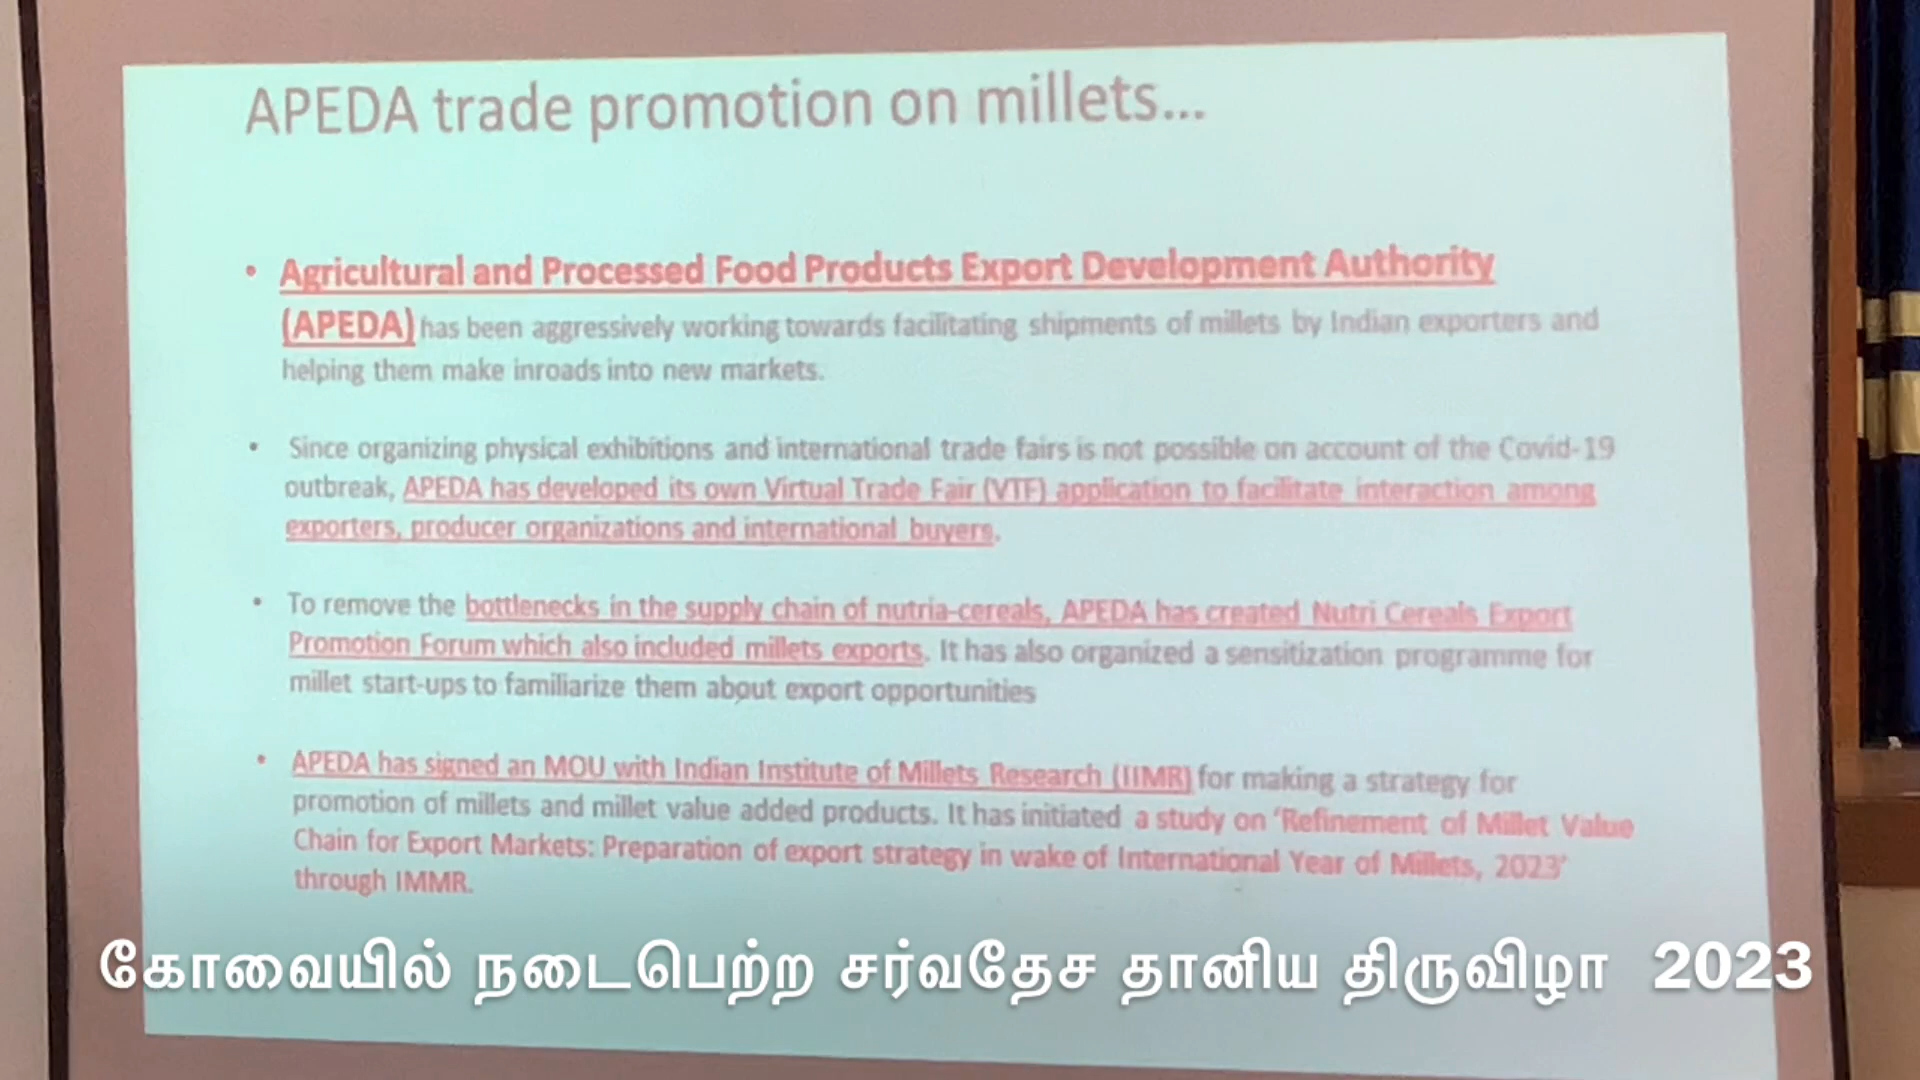 APEDA trade promotion on millets...
• Agricultural and Processed Food Products Export Development Authority
(APEDA) has been aggressively working towards facilitating shipments of millets by Indian exporters and
helping them make inroads into new markets.
• Since organizing physical exhibitions and international trade fairs is not possible on account of the Covid-19
outbreak, APEDA has developed its own Virtual Trade Fair (VTF) application to facilitate interaction among
exporters, producer organizations and international buyers.
• To remove the bottlenecks in the supply chain of nutria-cereals, APEDA has created Nutri Cereals Export
Promotion Forum which also included millets exports. It has also organized a sensitization programme for
millet start-ups to familiarize them about export opportunities
• APEDA has signed an MOU with Indian Institute of Millets Research (IIMR) for making a strategy for
promotion of millets and millet value added products. It has initiated a study on ‘Refinement of Millet Value
Chain for Export Markets: Preparation of export strategy in wake of International Year of Millets, 2023’
through IMMR.
கோவையில் நடைபெற்ற சர்வதேச தானிய திருவிழா 2023